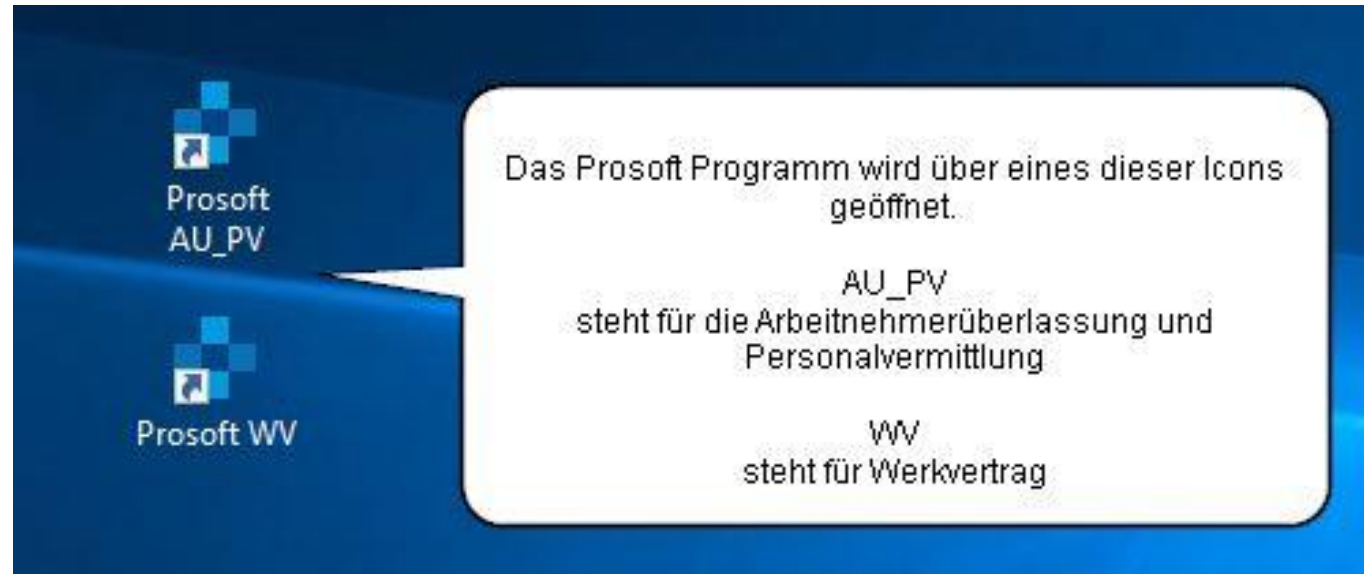 Prosoft
AU_PV
Prosoft WV
Das Prosoft Programm wird über eines dieser Icons
geöffnet.
AU_PV
steht für die Arbeitnehmerüberlassung und
Personalvermittlung
WV
steht für Werkvertrag